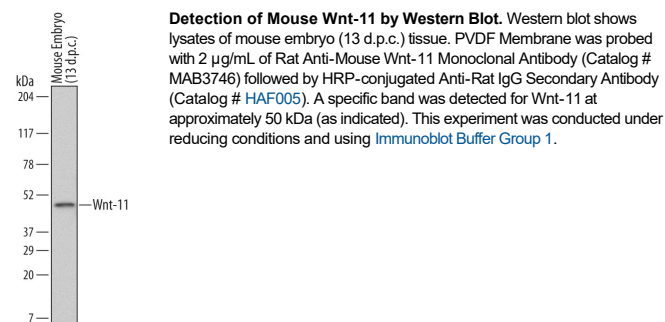 Mouse Embryo
(13 d.p.c.)
kDa
204
117
78
52
37
29
20
7
Wnt-11
Detection of Mouse Wnt-11 by Western Blot. Western blot shows
lysates of mouse embryo (13 d.p.c.) tissue. PVDF Membrane was probed
with 2 µg/mL of Rat Anti-Mouse Wnt-11 Monoclonal Antibody (Catalog #
MAB3746) followed by HRP-conjugated Anti-Rat IgG Secondary Antibody
(Catalog # HAF005). A specific band was detected for Wnt-11 at
approximately 50 kDa (as indicated). This experiment was conducted under
reducing conditions and using Immunoblot Buffer Group 1.